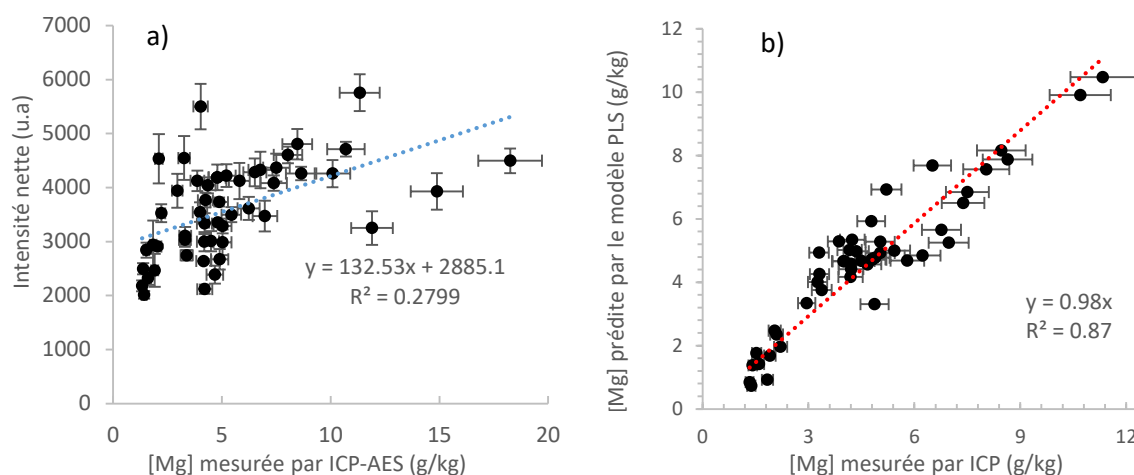 a)
Intensité nette (u.a)
7000
6000
5000
4000
3000
2000
1000
0
y = 132.53x + 2885.1
R² = 0.2799
0 5 10 15 20
[Mg] mesurée par ICP-AES (g/kg)
b)
[Mg] prédite par le modèle PLS (g/kg)
12
10
8
6
4
2
0
y = 0.98x
R² = 0.87
0 3 6 9 12
[Mg] mesurée par ICP (g/kg)